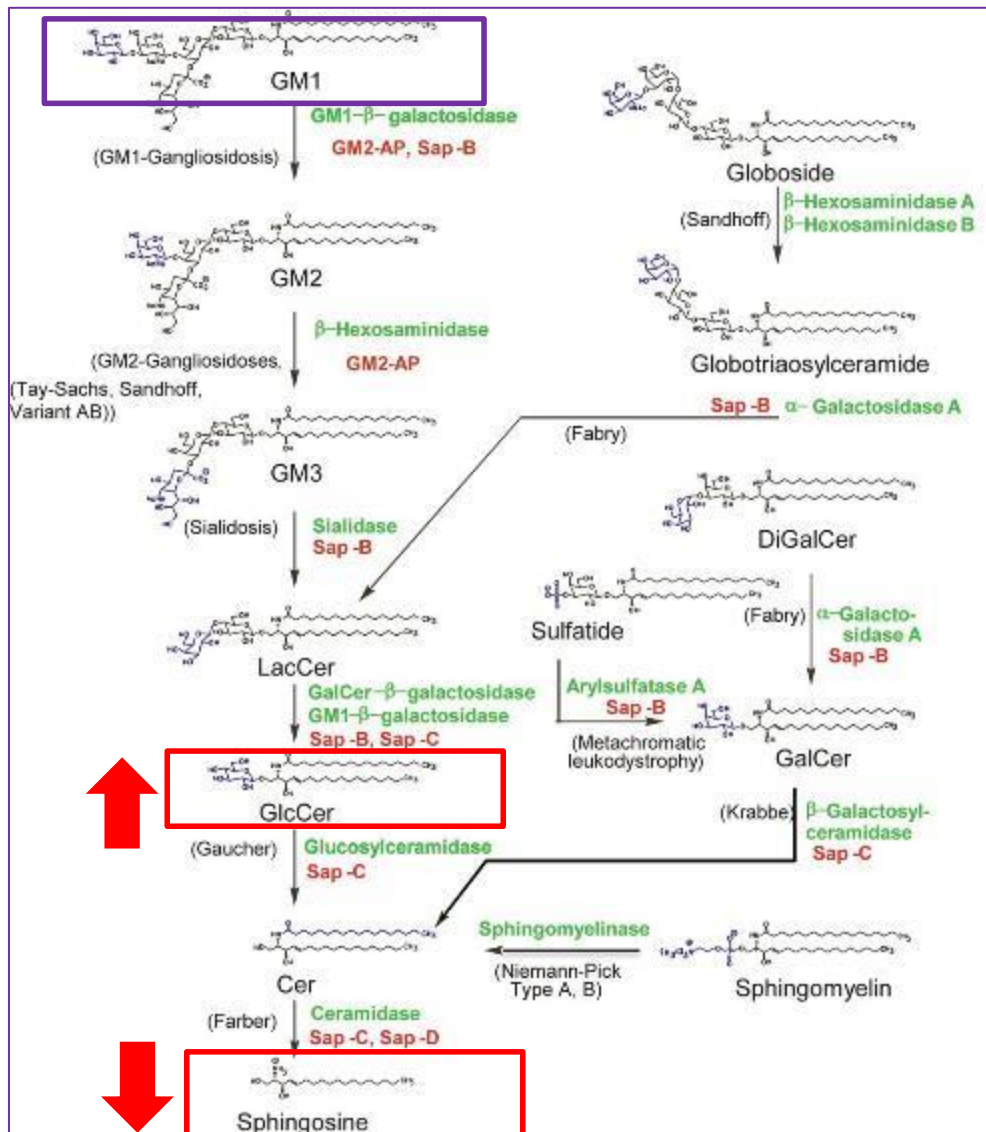 GM1
GM1-β-galactosidase
(GM1-Gangliosidosis)
GM2-AP, Sap-B
GM2
β-Hexosaminidase
(GM2-Gangliosidoses,
GM2-AP
(Tay-Sachs, Sandhoff,
Variant AB))
GM3
(Sialidosis)
Sialidase
Sap-B
LacCer
GalCer-β-galactosidase
GM1-β-galactosidase
Sap-B, Sap-C
GlcCer
(Gaucher)
Glucosylceramidase
Sap-C
Cer
(Farber)
Ceramidase
Sap-C, Sap-D
Sphingosine
Globoside
(Sandhoff)
β-Hexosaminidase A
β-Hexosaminidase B
Globotriaosylceramide
Sap-B α-Galactosidase A
(Fabry)
DiGalCer
(Fabry)
α-Galacto-
sidase A
Sap-B
Sulfatide
Arylsulfatase A
Sap-B
(Metachromatic
leukodystrophy)
GalCer
(Krabbe)
β-Galactosyl-
ceramidase
Sap-C
Sphingomyelinase
(Niemann-Pick
Type A, B)
Sphingomyelin